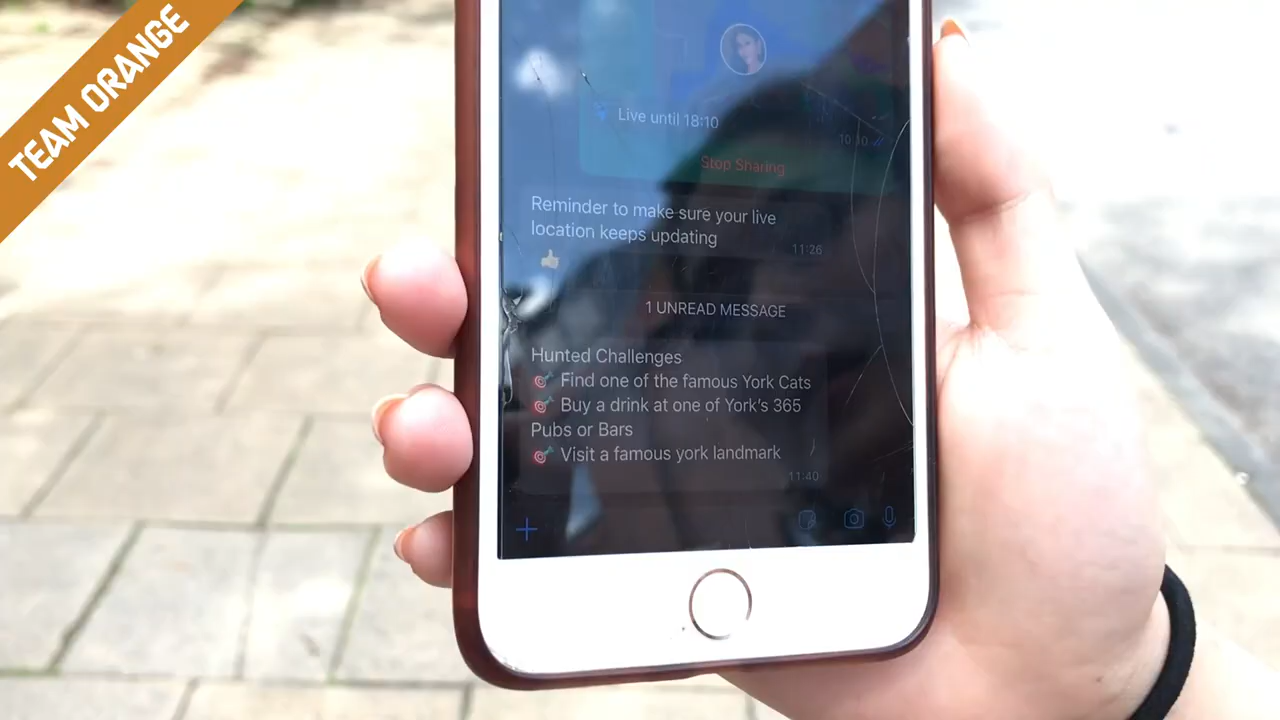 TEAM ORANGE
Live until 18:10
10:10
Stop Sharing
Reminder to make sure your live
location keeps updating
11:26
1 UNREAD MESSAGE
Hunted Challenges
Find one of the famous York Cats
Buy a drink at one of York's 365
Pubs or Bars
Visit a famous york landmark
11:40